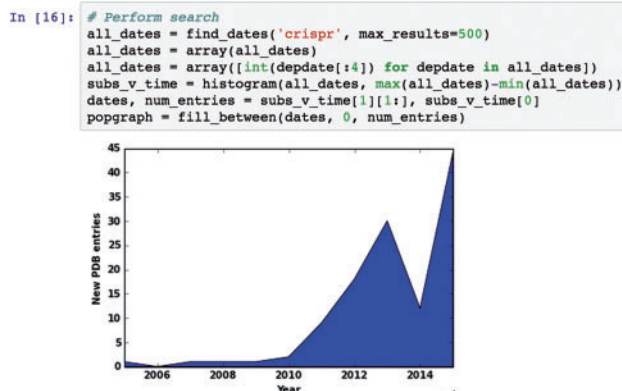 In [16]: # Perform search
all_dates = find_dates('crispr', max_results=500)
all_dates = array(all_dates)
all_dates = array([int(depdate[:4]) for depdate in all_dates])
subs_v_time = histogram(all_dates, max(all_dates)-min(all_dates))
dates, num_entries = subs_v_time[1][1:], subs_v_time[0]
popgraph = fill_between(dates, 0, num_entries)
45
40
35
30
25
20
15
10
5
0
New PDB entries
2006 2008 2010 2012 2014
Year